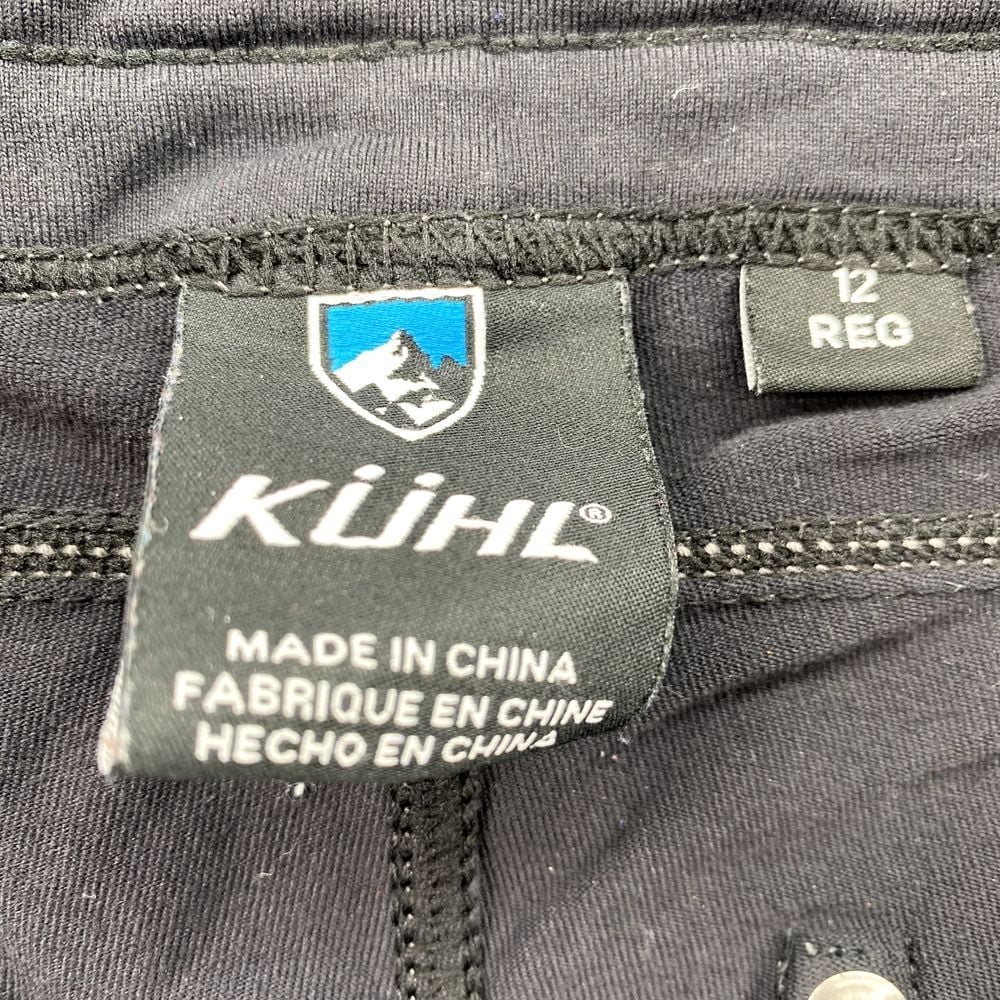 KÜHL®
MADE IN CHINA
FABRIQUE EN CHINE
HECHO EN CHINA
12
REG